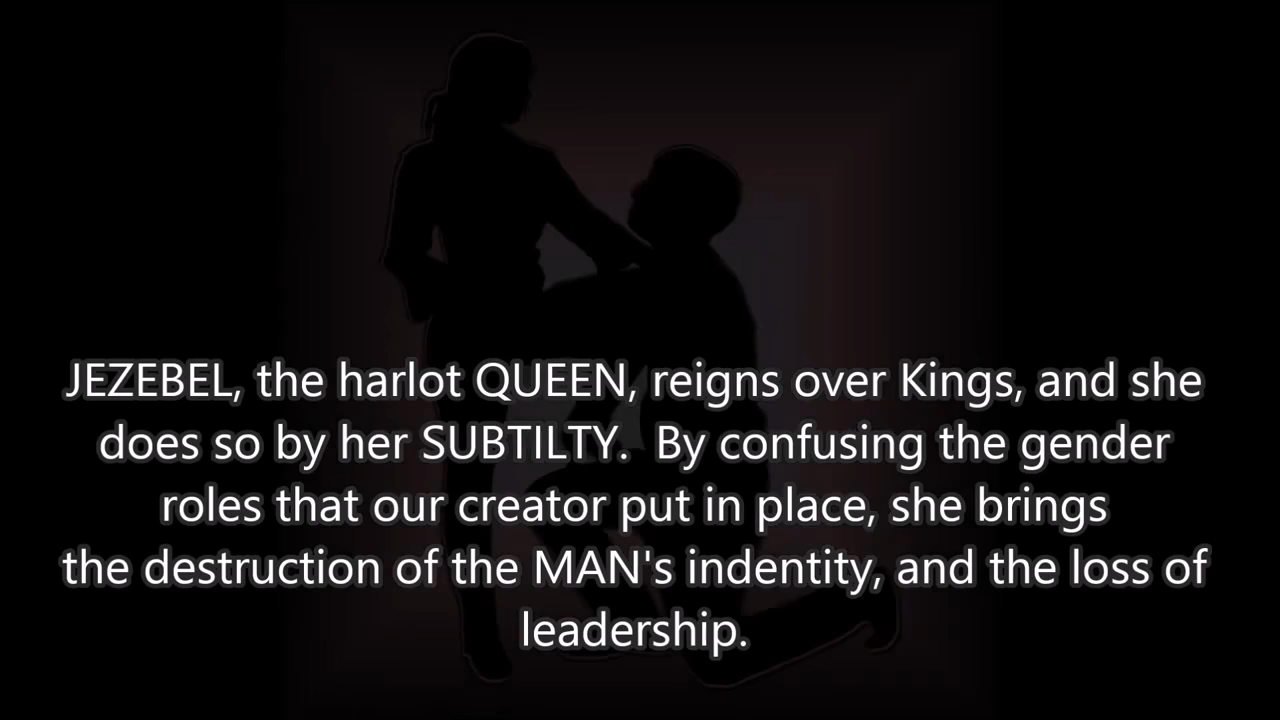 JEZEBEL, the harlot QUEEN, reigns over Kings, and she
does so by her SUBTILTY.  By confusing the gender
roles that our creator put in place, she brings
the destruction of the MAN's indentity, and the loss of
leadership.